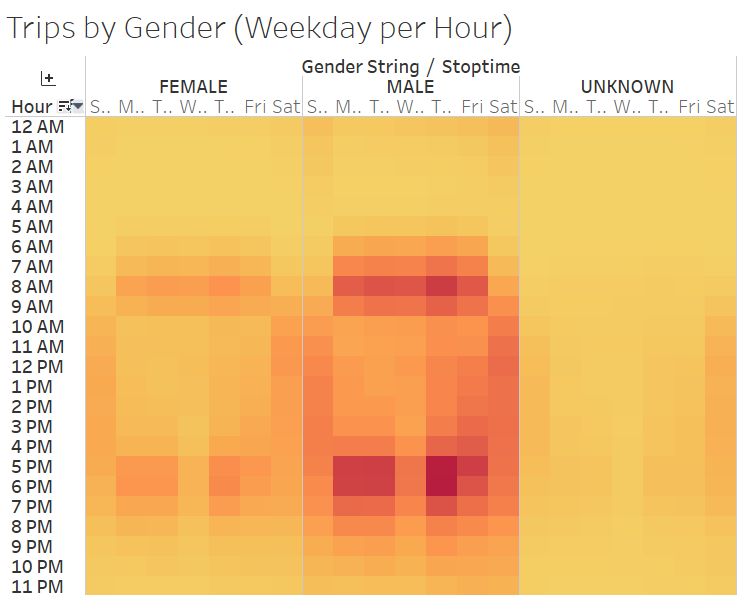 Trips by Gender (Weekday per Hour)
Gender String / Stoptime
FEMALE MALE UNKNOWN
Hour S.. M.. T.. W.. T.. Fri Sat S.. M.. T.. W.. T.. Fri Sat S.. M.. T.. W.. T.. Fri Sat
12 AM
1 AM
2 AM
3 AM
4 AM
5 AM
6 AM
7 AM
8 AM
9 AM
10 AM
11 AM
12 PM
1 PM
2 PM
3 PM
4 PM
5 PM
6 PM
7 PM
8 PM
9 PM
10 PM
11 PM